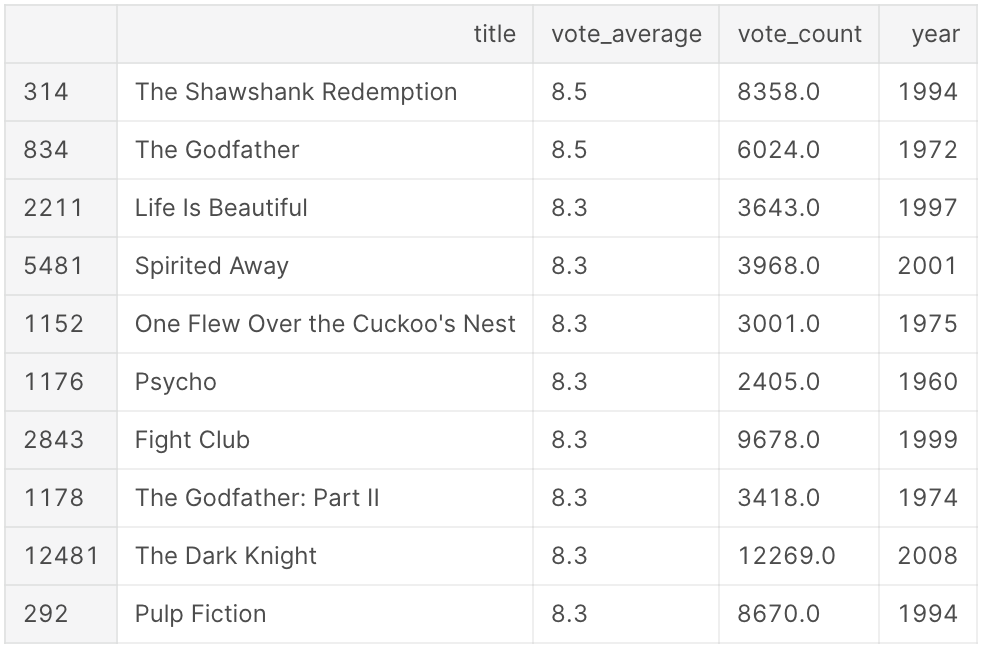 title vote_average vote_count year
314 The Shawshank Redemption 8.5 8358.0 1994
834 The Godfather 8.5 6024.0 1972
2211 Life Is Beautiful 8.3 3643.0 1997
5481 Spirited Away 8.3 3968.0 2001
1152 One Flew Over the Cuckoo's Nest 8.3 3001.0 1975
1176 Psycho 8.3 2405.0 1960
2843 Fight Club 8.3 9678.0 1999
1178 The Godfather: Part II 8.3 3418.0 1974
12481 The Dark Knight 8.3 12269.0 2008
292 Pulp Fiction 8.3 8670.0 1994